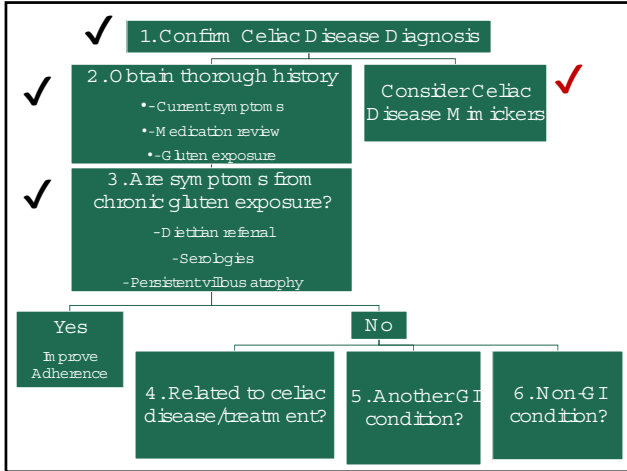 1.Confirm Celiac Disease Diagnosis
2.Obtain thorough history
•-Current symptoms
•-Medication review
•-Gluten exposure
Consider Celiac
Disease Mimickers
3.Are symptoms from
chronic gluten exposure?
-Dietitian referral
-Serologies
-Persistent villous atrophy
Yes
Improve
Adherence
No
4.Related to celiac
disease/treatment?
5.Another GI
condition?
6.Non-GI
condition?